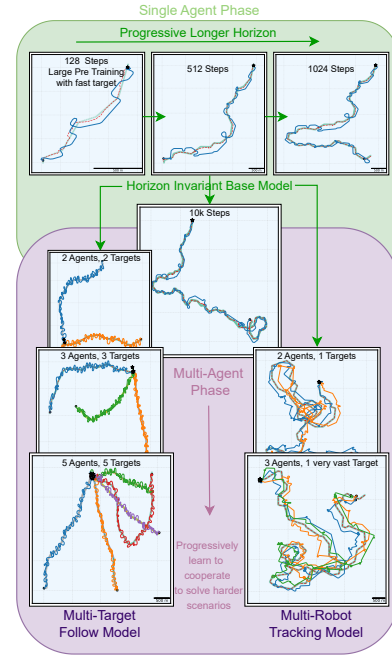 Single Agent Phase
Progressive Longer Horizon
128 Steps
Large Pre Training
with fast target
512 Steps
1024 Steps
Horizon Invariant Base Model
10k Steps
2 Agents, 2 Targets
3 Agents, 3 Targets
5 Agents, 5 Targets
Multi-Agent
Phase
Progressively
learn to
cooperate
to solve harder
scenarios
2 Agents, 1 Targets
3 Agents, 1 very vast Target
Multi-Target
Follow Model
Multi-Robot
Tracking Model